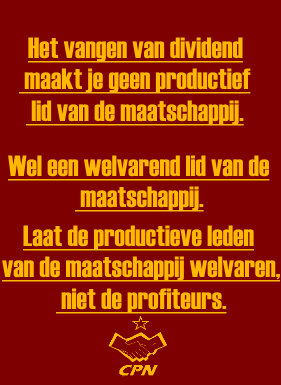 Het vangen van dividend
maakt je geen productief
lid van de maatschappij.
Wel een welvarend lid van de
maatschappij.
Laat de productieve leden
van de maatschappij welvaren,
niet de profiteurs.
CPN